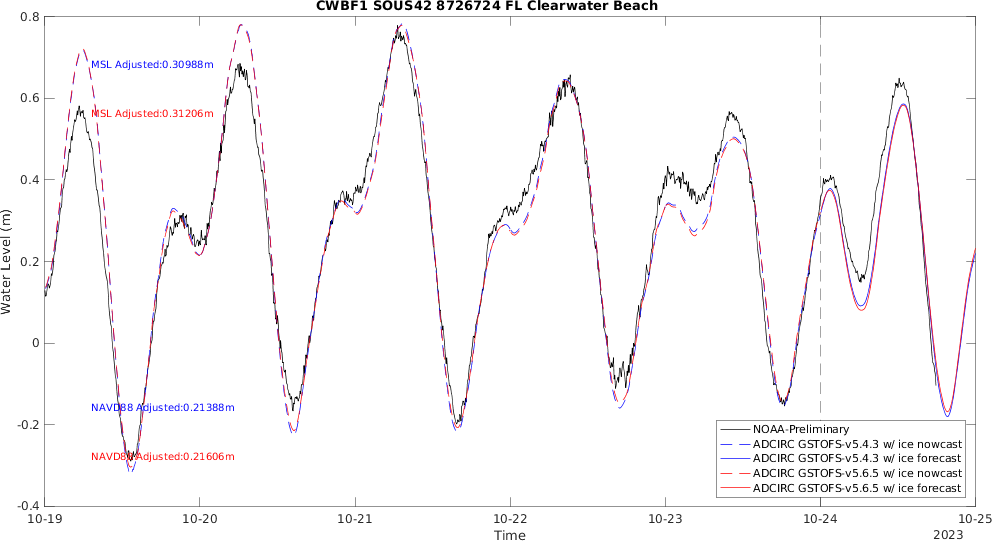 CWBF1 SOUS42 8726724 FL Clearwater Beach
0.8
0.6
0.4
0.2
0
-0.2
-0.4
Water Level (m)
MSL Adjusted:0.30988m
MSL Adjusted:0.31206m
NAVD88 Adjusted:0.21388m
NAVD88 Adjusted:0.21606m
NOAA-Preliminary
ADCIRC GSTOFS-v5.4.3 w/ ice nowcast
ADCIRC GSTOFS-v5.4.3 w/ ice forecast
ADCIRC GSTOFS-v5.6.5 w/ ice nowcast
ADCIRC GSTOFS-v5.6.5 w/ ice forecast
10-19 10-20 10-21 10-22 10-23 10-24 10-25
Time
2023